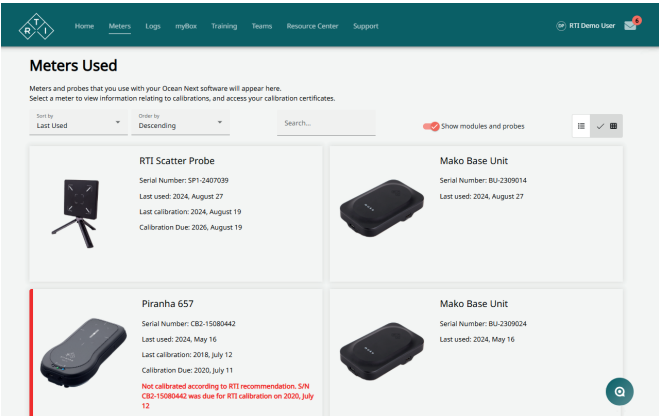 R T I
Home Meters Logs myBox Training Teams Resource Center Support
DP RTI Demo User 6
Meters Used
Meters and probes that you use with your Ocean Next software will appear here.
Select a meter to view information relating to calibrations, and access your calibration certificates.
Sort by
Last Used
Order by
Descending
Search...
Show modules and probes
RTI Scatter Probe
Serial Number: SP1-2407039
Last used: 2024, August 27
Last calibration: 2024, August 19
Calibration Due: 2026, August 19
Mako Base Unit
Serial Number: BU-2309014
Last used: 2024, August 27
Piranha 657
Serial Number: CB2-15080442
Last used: 2024, May 16
Last calibration: 2018, July 12
Calibration Due: 2020, July 11
Not calibrated according to RTI recommendation. S/N
CB2-15080442 was due for RTI calibration on 2020, July
12
Mako Base Unit
Serial Number: BU-2309024
Last used: 2024, May 16